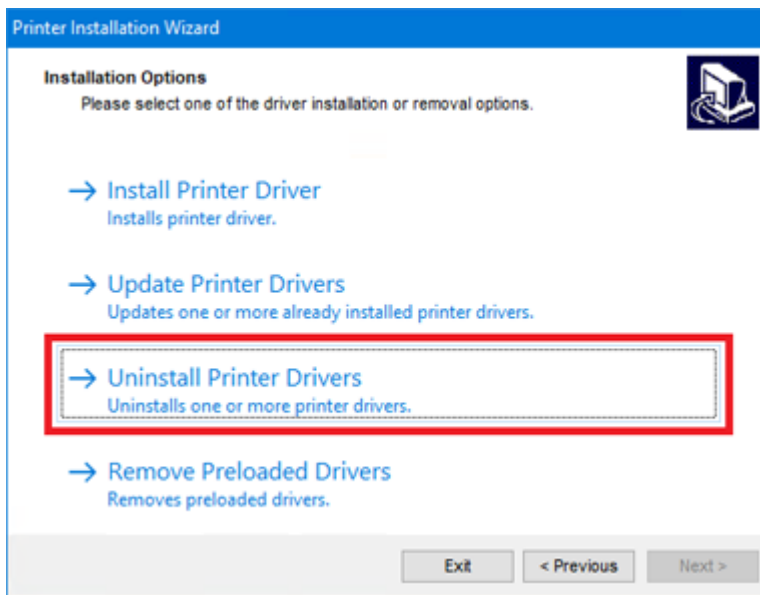 Printer Installation Wizard
Installation Options
Please select one of the driver installation or removal options.
Install Printer Driver
Installs printer driver.
Update Printer Drivers
Updates one or more already installed printer drivers.
Uninstall Printer Drivers
Uninstalls one or more printer drivers.
Remove Preloaded Drivers
Removes preloaded drivers.
Exit < Previous Next >